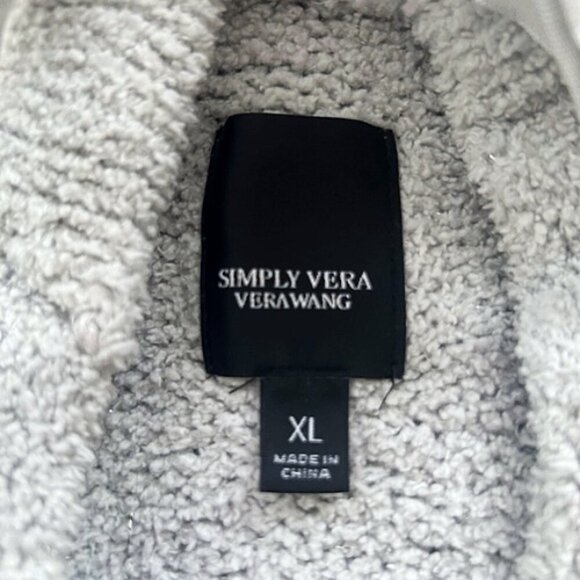 SIMPLY VERA
VERAWANG
XL
MADE IN
CHINA